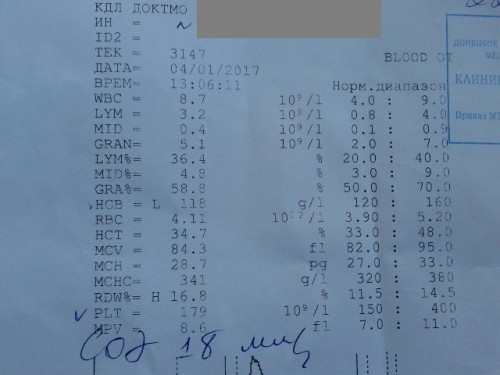 КДЛ ДОКТМО
ИН = ~
ID2 =
ТЕК = 3147 BLOOD OT
ДАТА= 04/01/2017
ВРЕМ= 13:06:11 Норм.диапазон
WBC = 8.7 10⁹/l 4.0 : 9.0
LYM = 3.2 10⁹/l 0.8 : 4.0
MID = 0.4 10⁹/l 0.1 : 0.9
GRAN= 5.1 10⁹/l 2.0 : 7.0
LYM%= 36.4 % 20.0 : 40.0
MID%= 4.8 % 3.0 : 9.0
GRA%= 58.8 % 50.0 : 70.0
HGB = L 118 g/l 120 : 160
RBC = 4.11 10¹²/l 3.90 : 5.20
HCT = 34.7 % 33.0 : 48.0
MCV = 84.3 fl 82.0 : 95.0
MCH = 28.7 pg 27.0 : 33.0
MCHC= 341 g/l 320 : 380
RDW%= H 16.8 % 11.5 : 14.5
PLT = 179 10⁹/l 150 : 400
MPV = 8.6 fl 7.0 : 11.0
СОЭ 18 мм/ч
ДОНЕЦКОЕ
КЛИНИ
Приказ МЗ